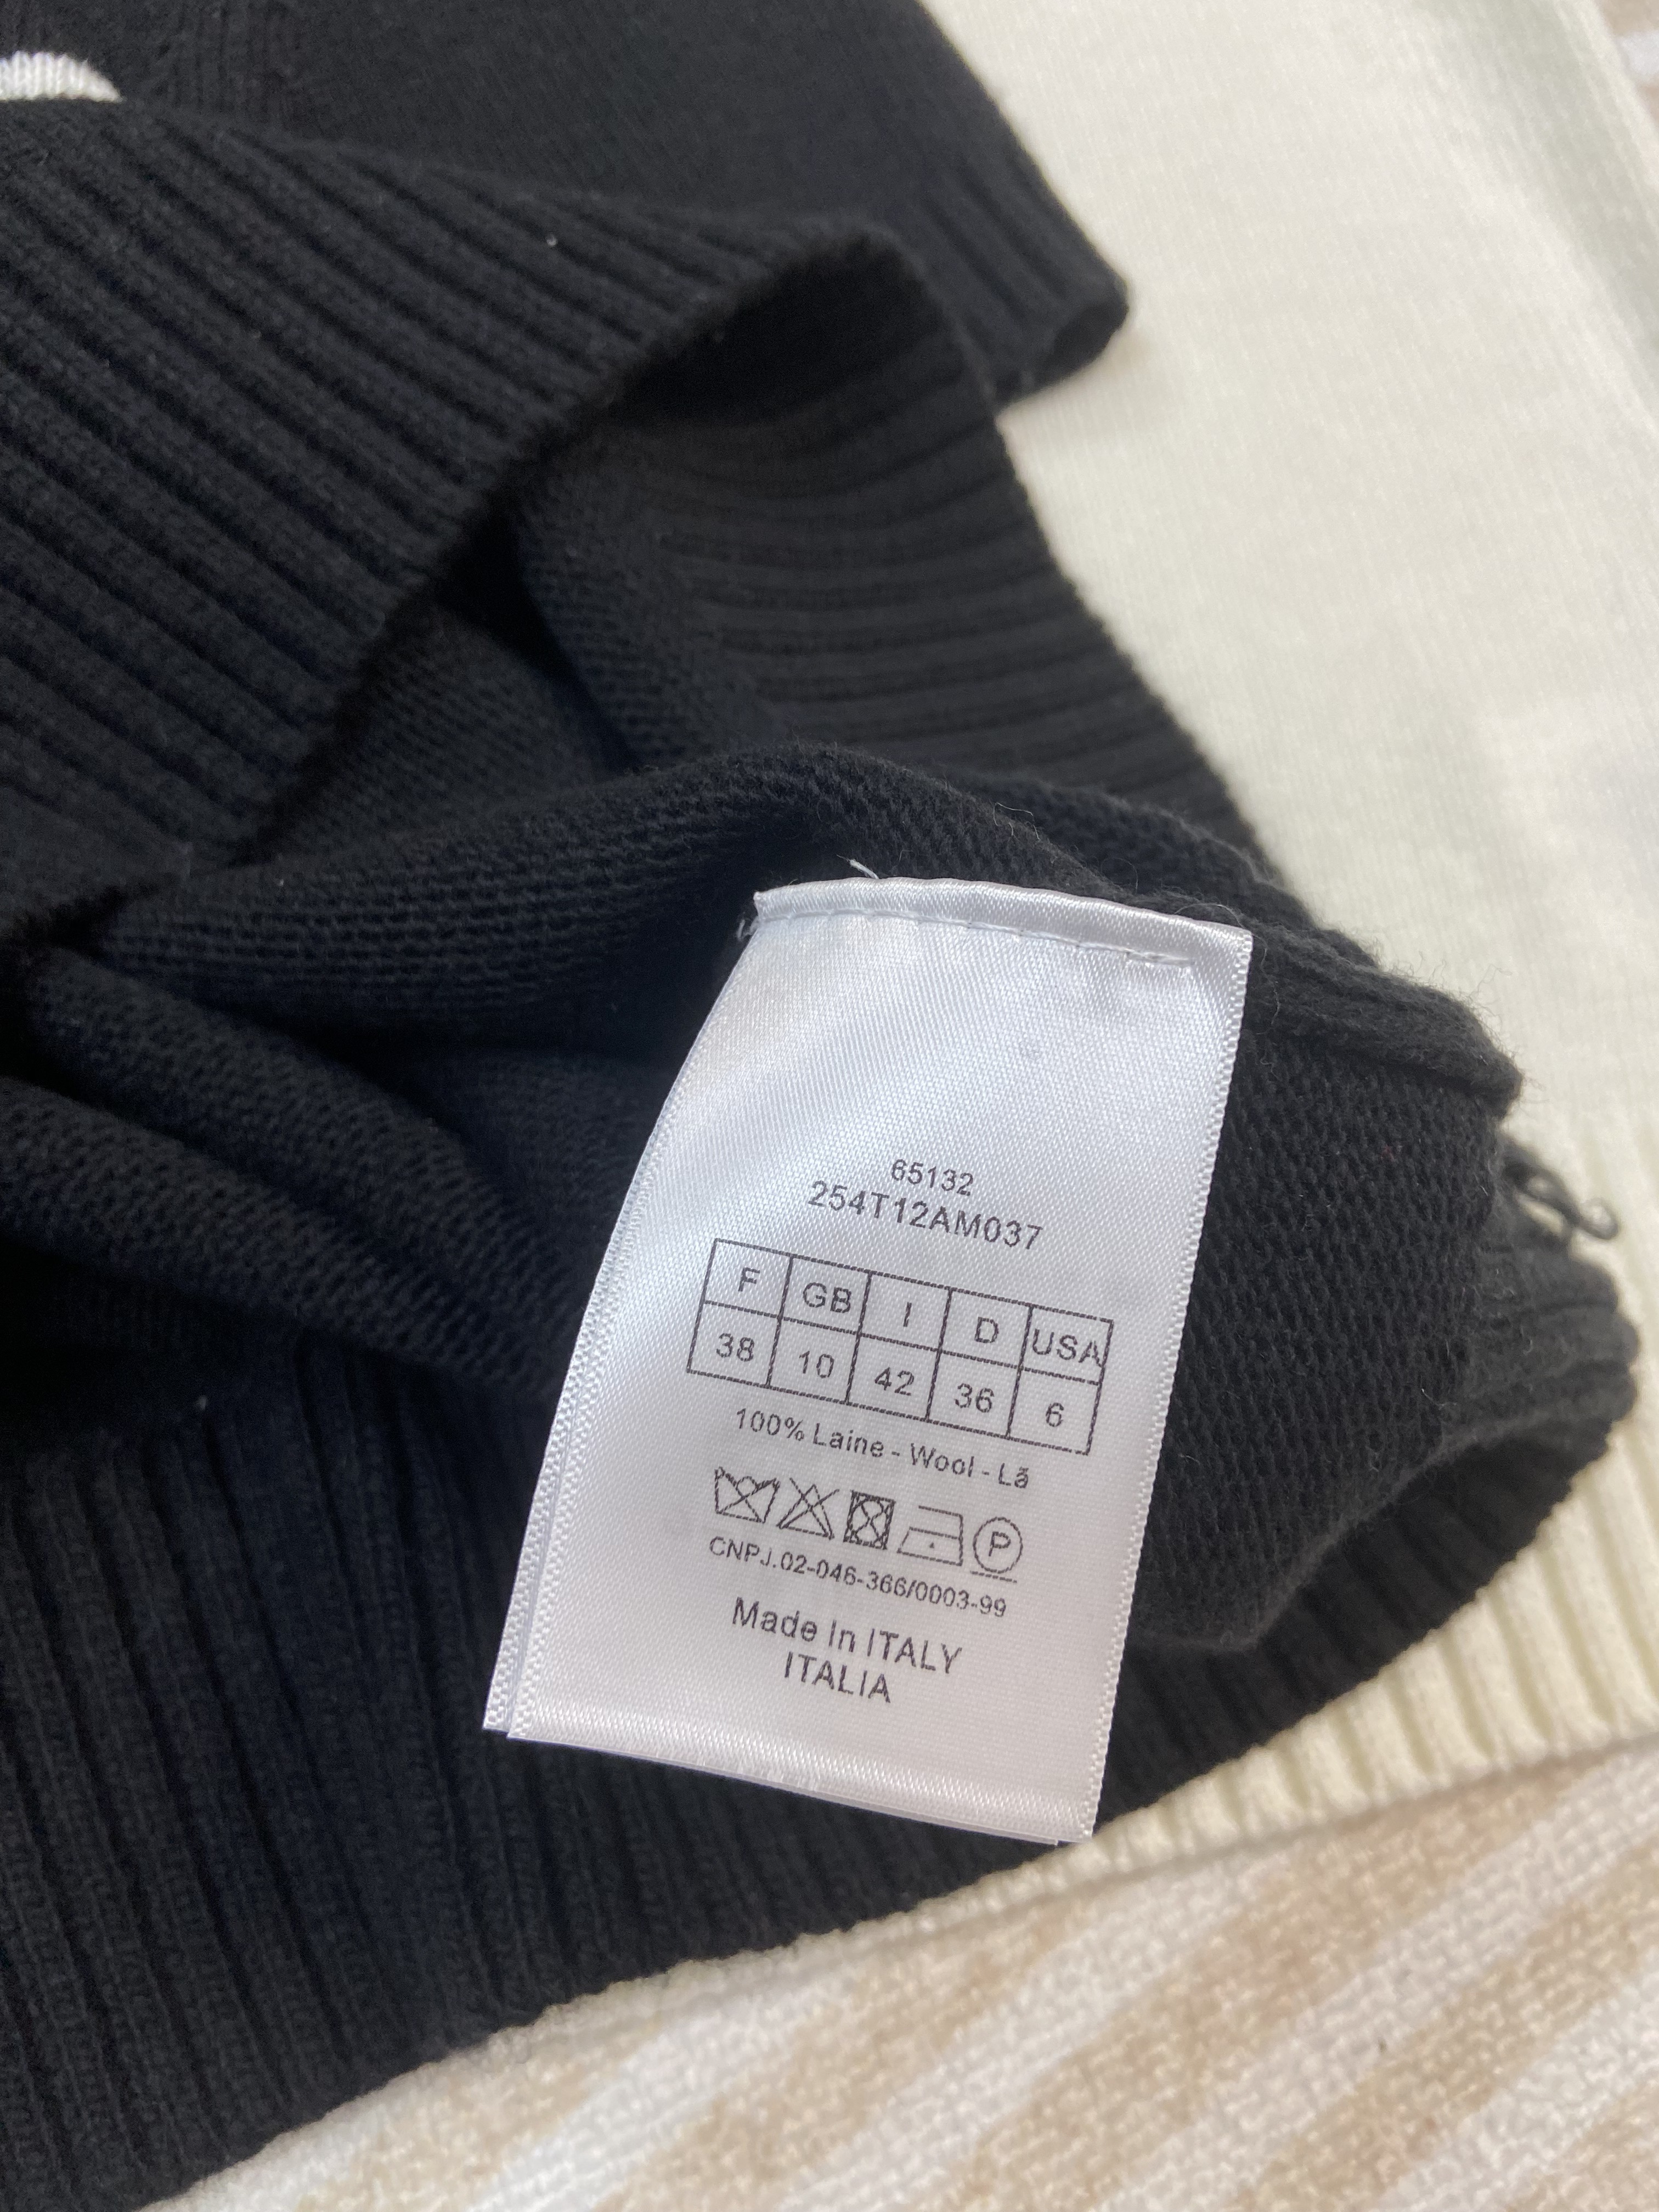 65132
254T12AM037
F GB I D USA
38 10 42 36 6
100% Laine - Wool - Lã
P
CNPJ.02-046-366/0003-99
Made In ITALY
ITALIA